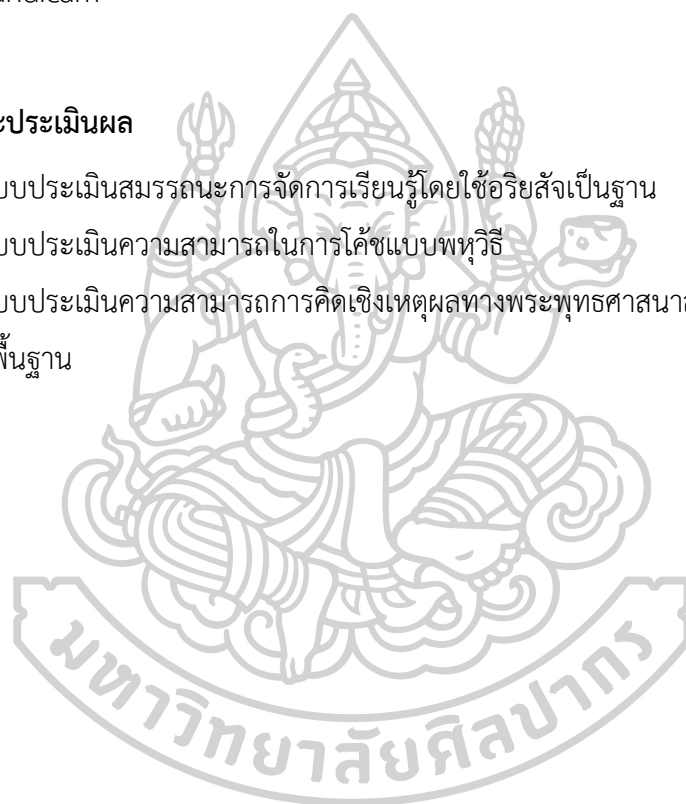 ะประเมินผล
บบประเมินสมรรถนะการจัดการเรียนรู้โดยใช้อริยสัจเป็นฐาน
บบประเมินความสามารถในการโค้ชแบบพหุวิธี
บบประเมินความสามารถการคิดเชิงเหตุผลทางพระพุทธศาสนา
พื้นฐาน
มหาวิทยาลัยศิลปากร